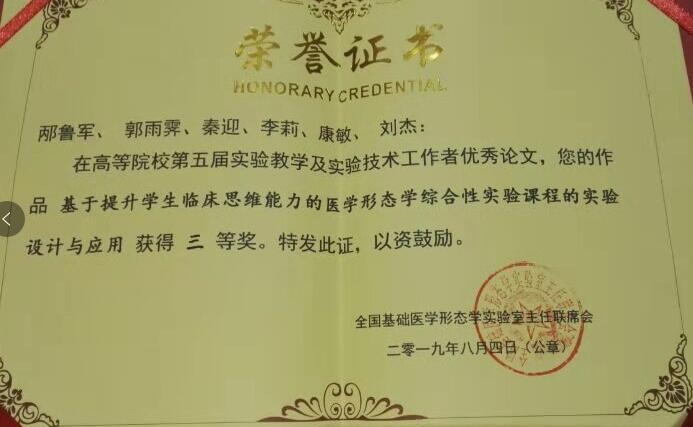 荣誉证书
HONORARY CREDENTIAL
邴鲁军、郭雨霁、秦迎、李莉、康敏、刘杰：
在高等院校第五届实验教学及实验技术工作者优秀论文，您的作
品 基于提升学生临床思维能力的医学形态学综合性实验课程的实验
设计与应用 获得 三 等奖。特发此证，以资鼓励。
全国基础医学形态学实验室主任联席会
二零一九年八月四日（公章）